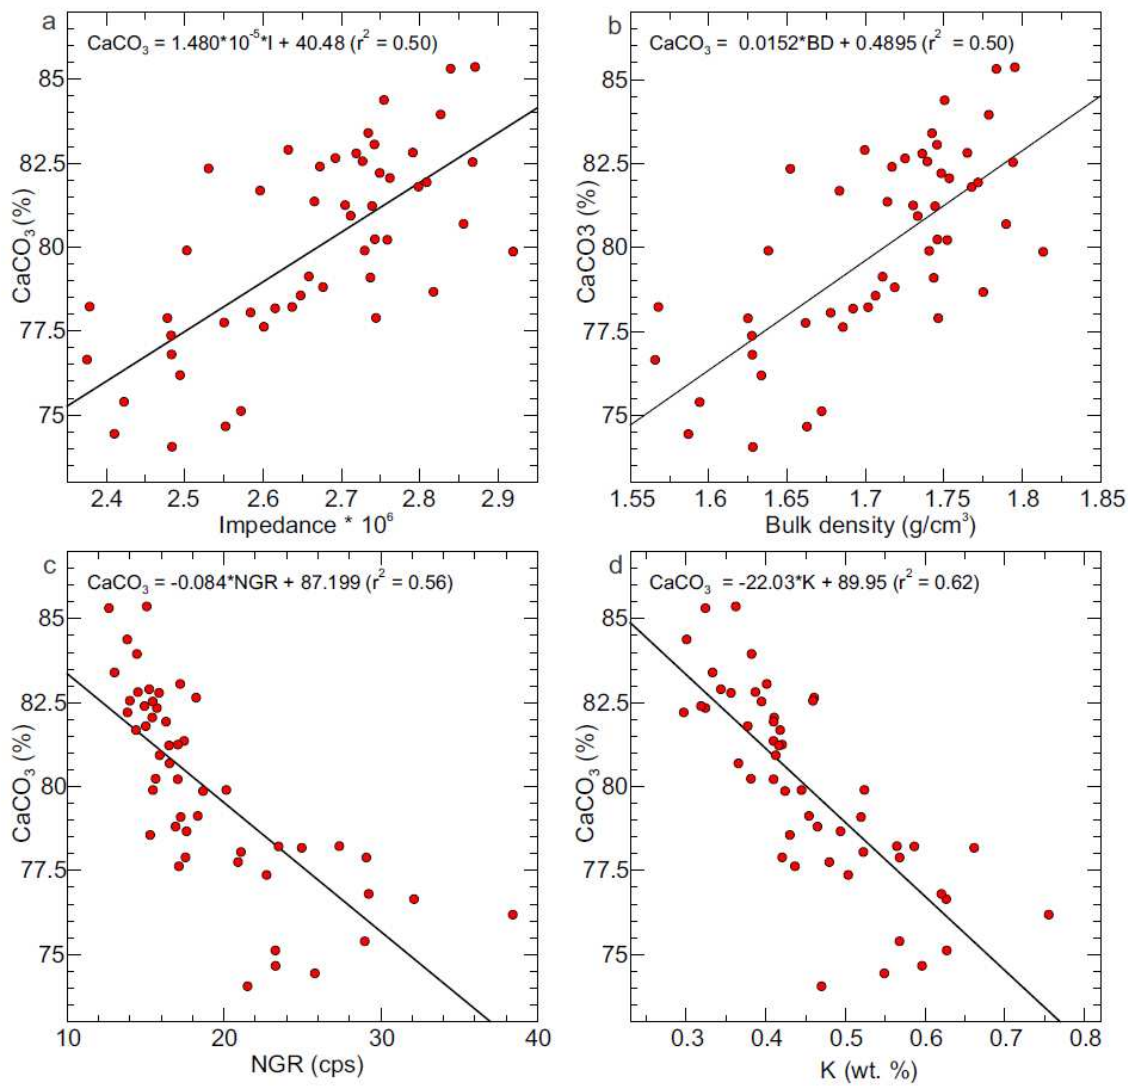 a
CaCO₃ = 1.480*10⁻⁵*I + 40.48 (r² = 0.50)
85
82.5
80
77.5
75
CaCO₃ (%)
2.4 2.5 2.6 2.7 2.8 2.9
Impedance * 10⁶
b
CaCO₃ = 0.0152*BD + 0.4895 (r² = 0.50)
85
82.5
80
77.5
75
CaCO3 (%)
1.55 1.6 1.65 1.7 1.75 1.8 1.85
Bulk density (g/cm³)
c
CaCO₃ = -0.084*NGR + 87.199 (r² = 0.56)
85
82.5
80
77.5
75
CaCO₃ (%)
10 20 30 40
NGR (cps)
d
CaCO₃ = -22.03*K + 89.95 (r² = 0.62)
85
82.5
80
77.5
75
CaCO₃ (%)
0.3 0.4 0.5 0.6 0.7 0.8
K (wt. %)